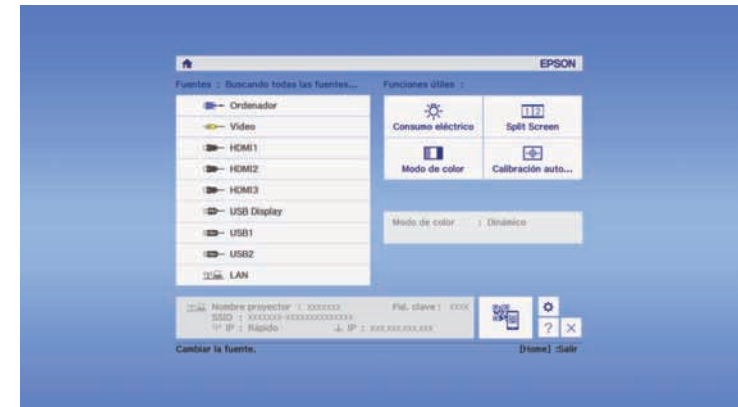 EPSON
Fuentes : Buscando todas las fuentes...
Funciones útiles :
Ordenador
Vídeo
HDMI1
HDMI2
HDMI3
USB Display
USB1
USB2
LAN
Consumo eléctrico
Split Screen
Modo de color
Calibración auto...
Modo de color : Dinámico
Nombre proyector : xxxxxxx
Pal. clave : xxxx
SSID : xxxxxxx-xxxxxxxxxxxxxx
IP : Rápido
IP : xxx.xxx.xxx.xxx
Cambiar la fuente.
[Home] :Salir